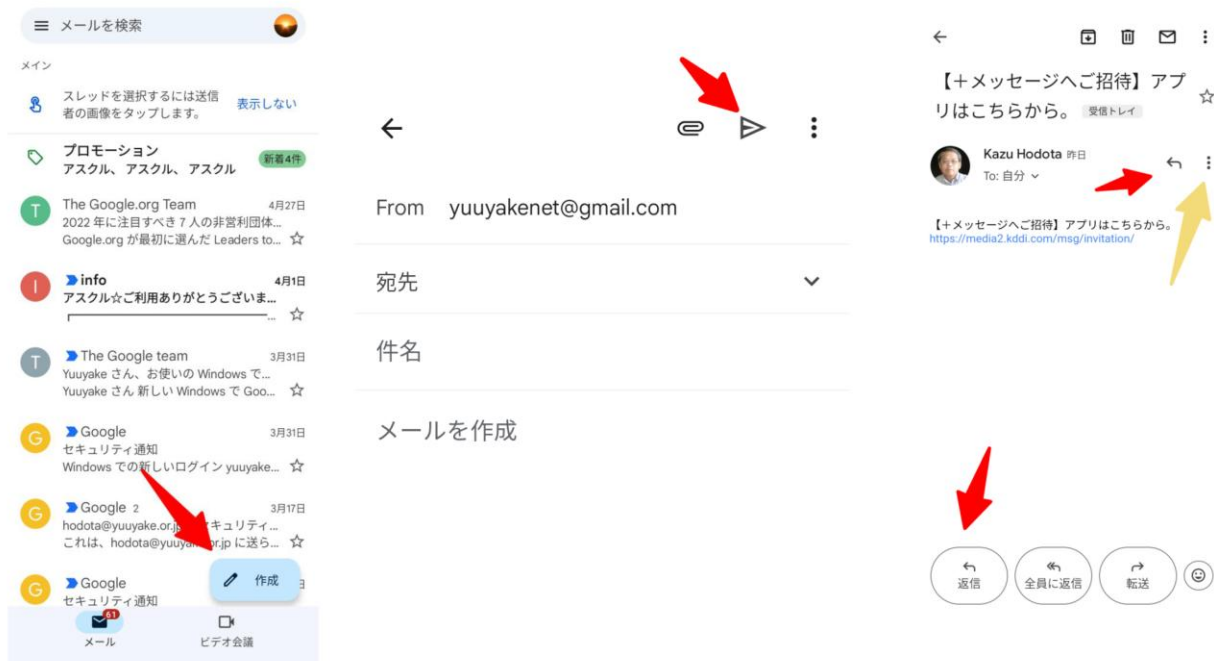 メールを検索
メイン
スレッドを選択するには送信
者の画像をタップします。
表示しない
プロモーション
アスクル、 アスクル、 アスクル
新着4件
T
The Google.org Team
4月27日
2022 年に注目すべき 7 人の非営利団体...
Google.org が最初に選んだ Leaders to...
I
info
4月1日
アスクル☆ご利用ありがとうございま...
T
The Google team
3月31日
Yuuyake さん、お使いの Windows で...
Yuuyake さん 新しい Windows で Goo...
G
Google
3月31日
セキュリティ通知
Windows での新しいログイン yuuyake...
G
Google 2
3月17日
hodota@yuuyake.or.jp
キュリティ...
これは、hodota@yuuyake.or.jp に送ら...
G
Google
セキュリティ通知
作成
61
メール
ビデオ会議
From yuuyakenet@gmail.com
宛先
件名
メールを作成
【＋メッセージへご招待】アプ
リはこちらから。 受信トレイ
Kazu Hodota 昨日
To: 自分
【＋メッセージへご招待】アプリはこちらから。
https://media2.kddi.com/msg/invitation/
返信
全員に返信
転送